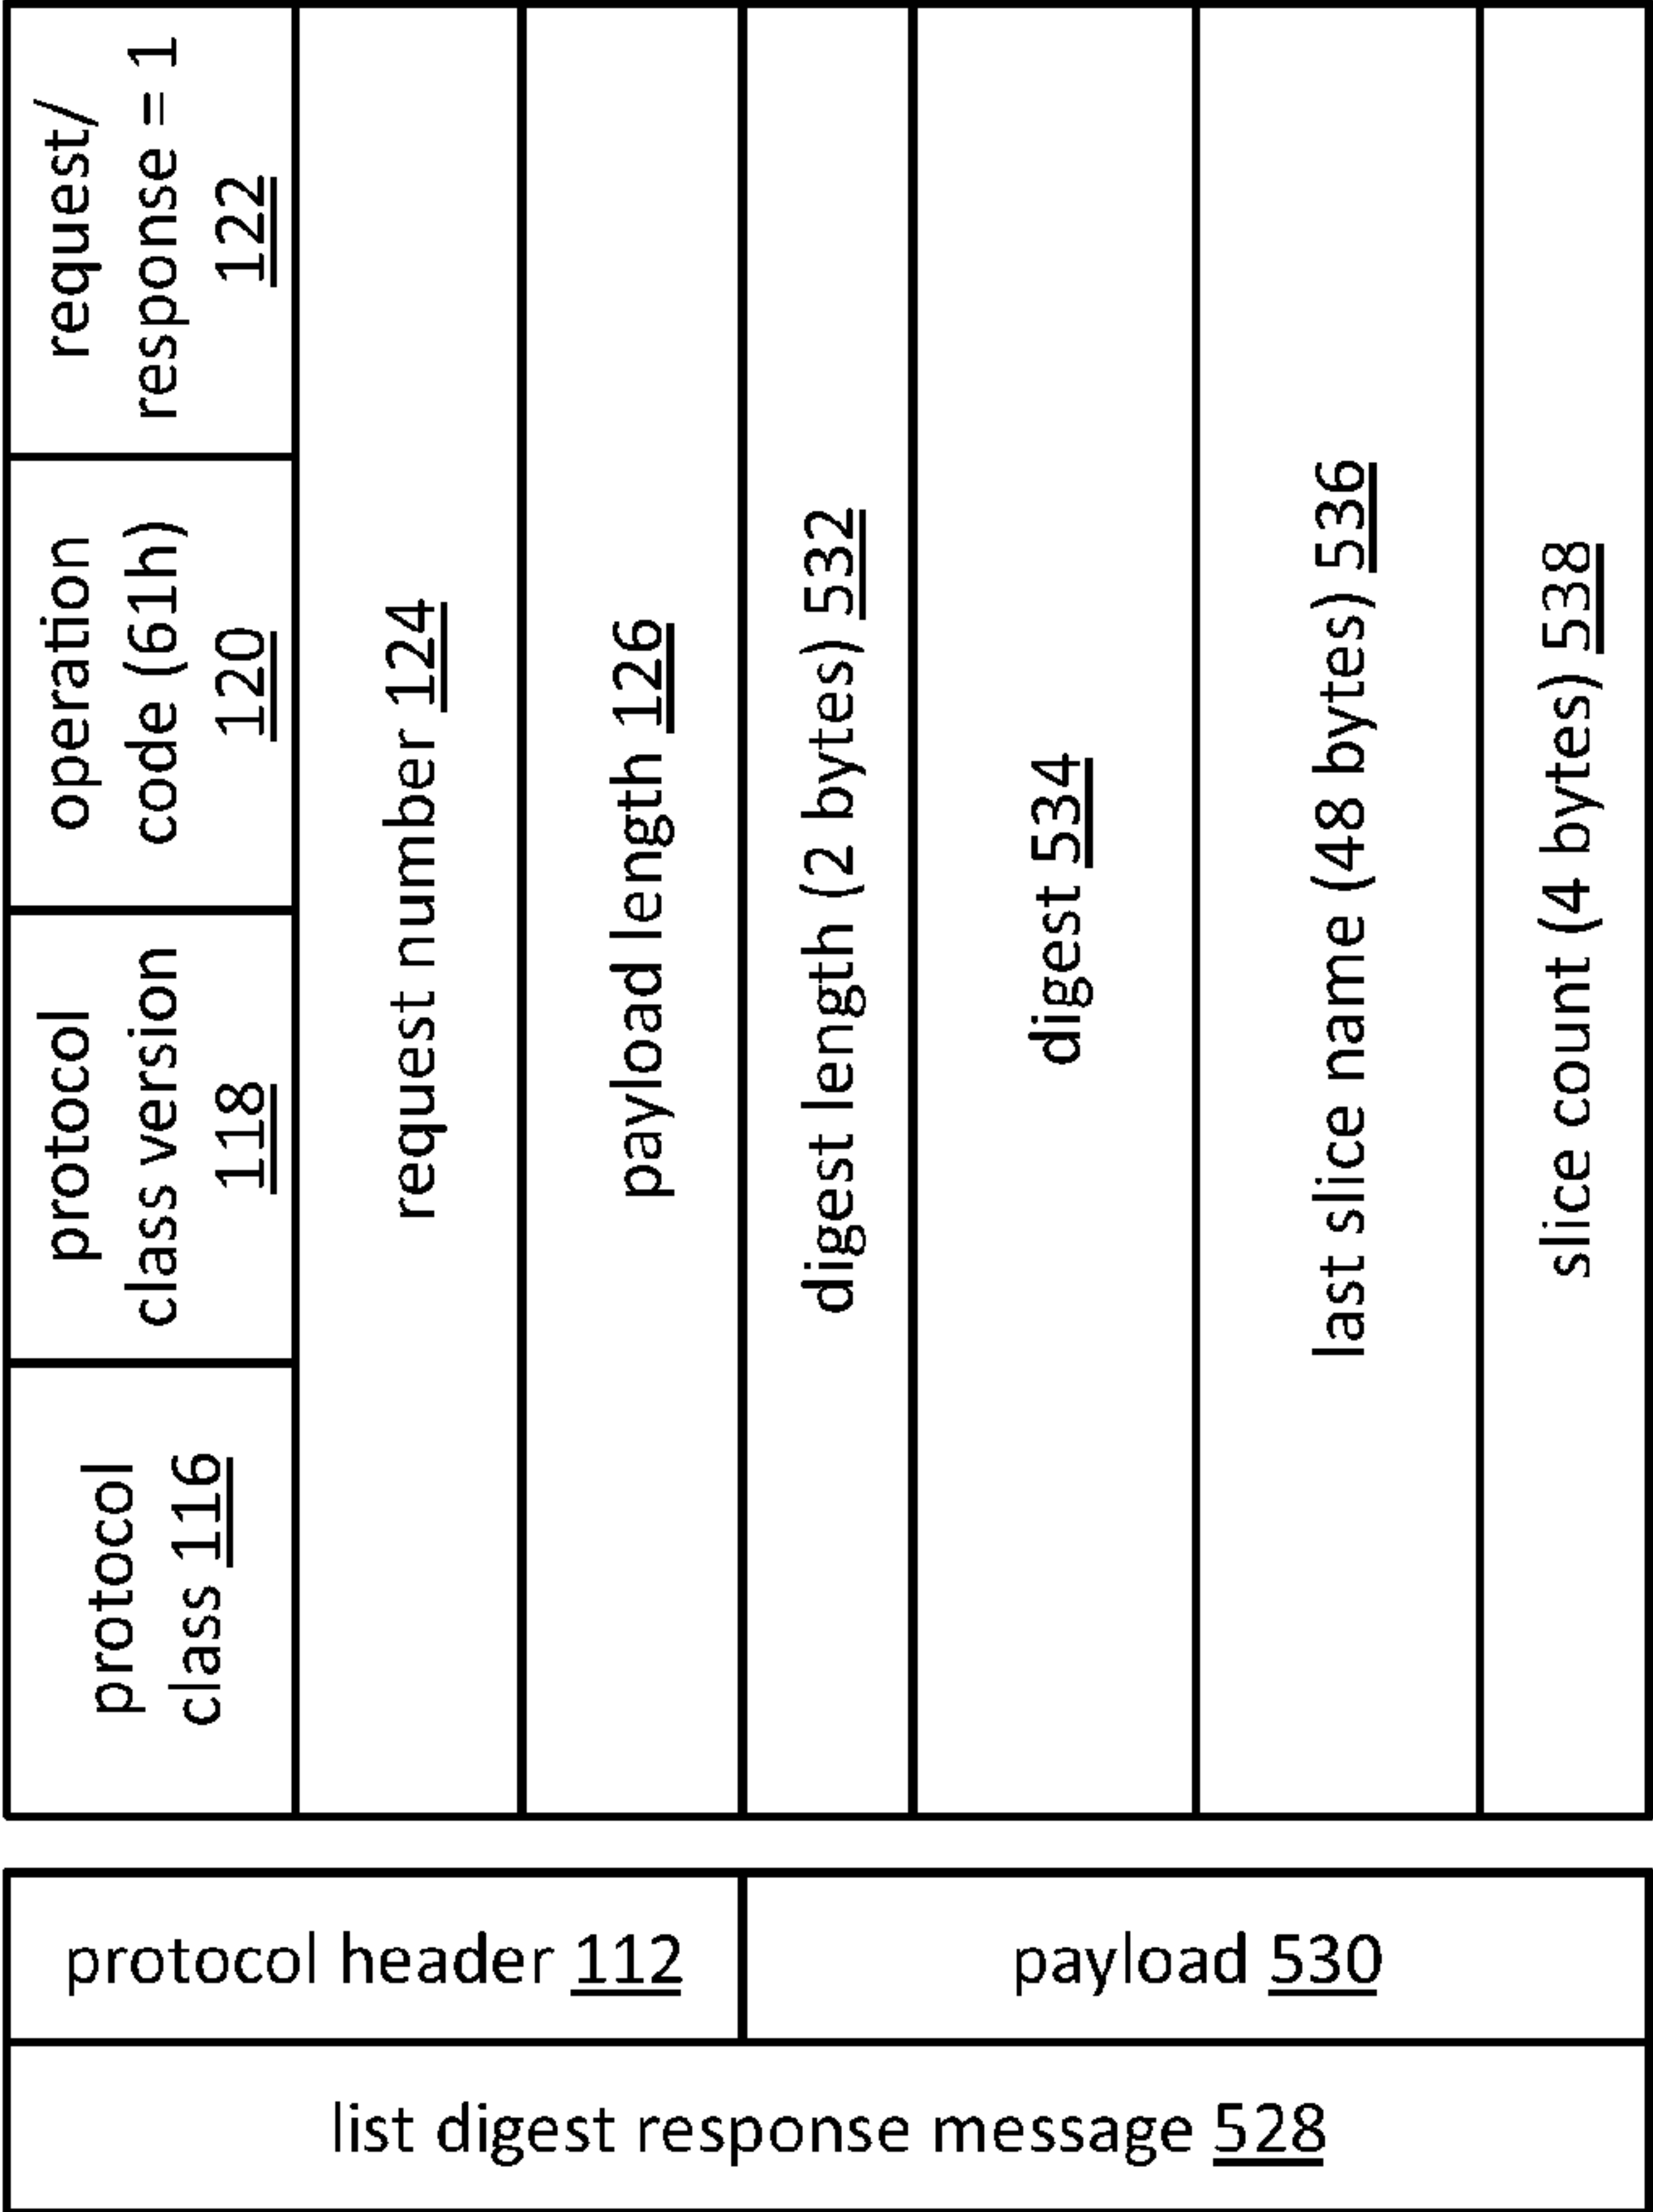 list digest response message 528
protocol header 112
payload 530
protocol
class 116
protocol
class version
118
operation
code (61h)
120
request/
response = 1
122
request number 124
payload length 126
digest length (2 bytes) 532
digest 534
last slice name (48 bytes) 536
slice count (4 bytes) 538